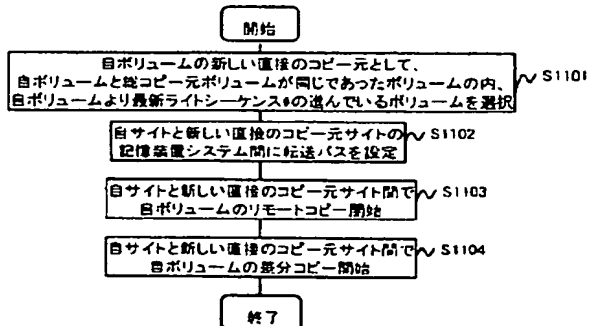 開始
自ボリュームの新しい直接のコピー元として、
自ボリュームと総コピー元ボリュームが同じであったボリュームの内、
自ボリュームより最新ライトシーケンス#の進んでいるボリュームを選択
S1101
自サイトと新しい直接のコピー元サイトの
記憶装置システム間に転送パスを設定
S1102
自サイトと新しい直接のコピー元サイト間で
自ボリュームのリモートコピー開始
S1103
自サイトと新しい直接のコピー元サイト間で
自ボリュームの差分コピー開始
S1104
終了